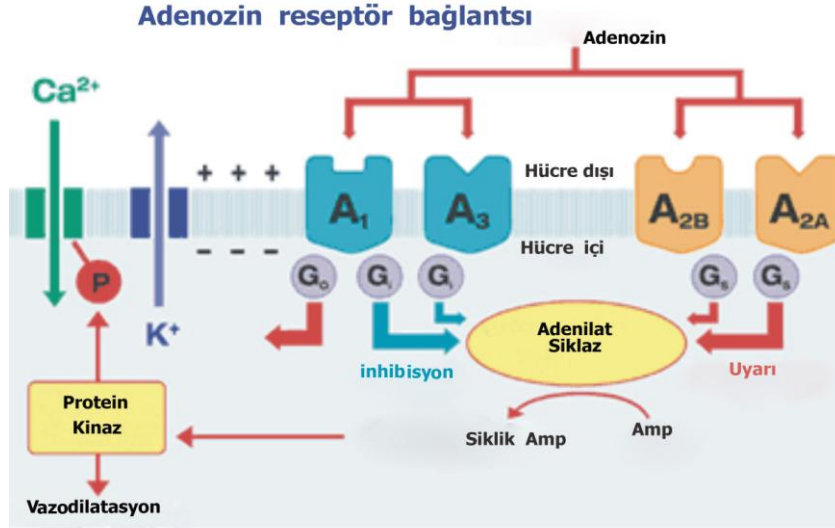 Adenozin reseptör bağlantsı
Adenozin
Ca²⁺
+ + +
Hücre dışı
A₁
A₃
A₂B
A₂A
- - -
Hücre içi
P
Gₒ
Gᵢ
Gᵢ
Gₛ
Gₛ
K⁺
Adenilat
Siklaz
inhibisyon
Uyarı
Protein
Kinaz
Siklik Amp
Amp
Vazodilatasyon